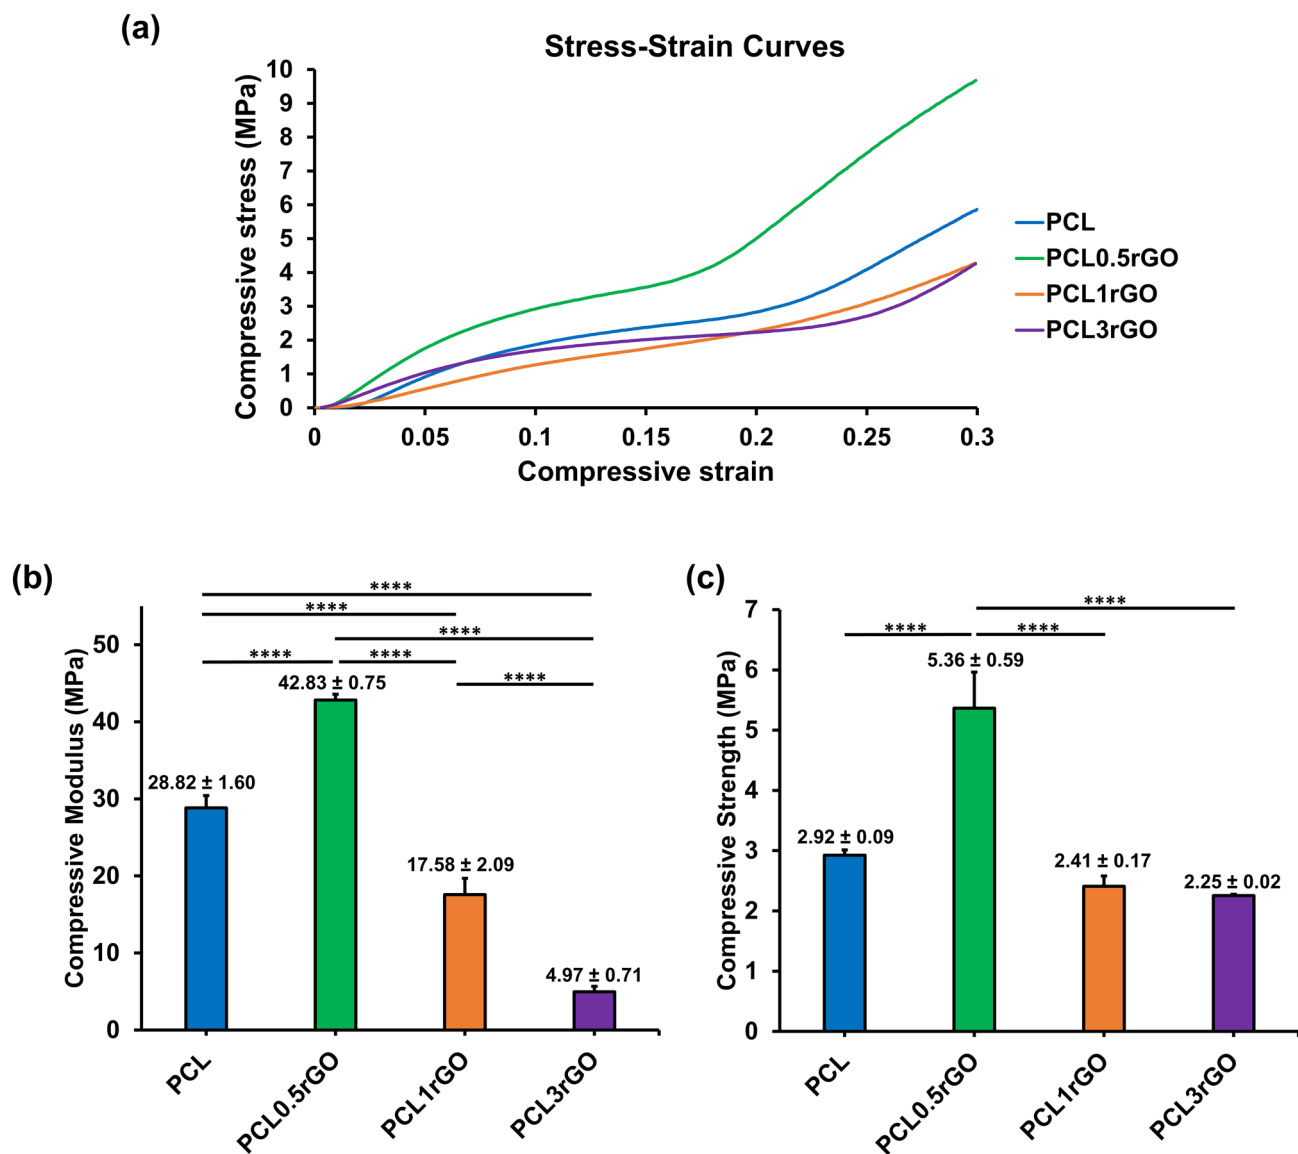 (a)
Stress-Strain Curves
Compressive stress (MPa)
10
9
8
7
6
5
4
3
2
1
0
0 0.05 0.1 0.15 0.2 0.25 0.3
Compressive strain
PCL
PCL0.5rGO
PCL1rGO
PCL3rGO
(b)
Compressive Modulus (MPa)
50
40
30
20
10
0
****
****
****
**** ****
****
28.82 ± 1.60
42.83 ± 0.75
17.58 ± 2.09
4.97 ± 0.71
PCL
PCL0.5rGO
PCL1rGO
PCL3rGO
(c)
Compressive Strength (MPa)
7
6
5
4
3
2
1
0
****
**** ****
2.92 ± 0.09
5.36 ± 0.59
2.41 ± 0.17
2.25 ± 0.02
PCL
PCL0.5rGO
PCL1rGO
PCL3rGO